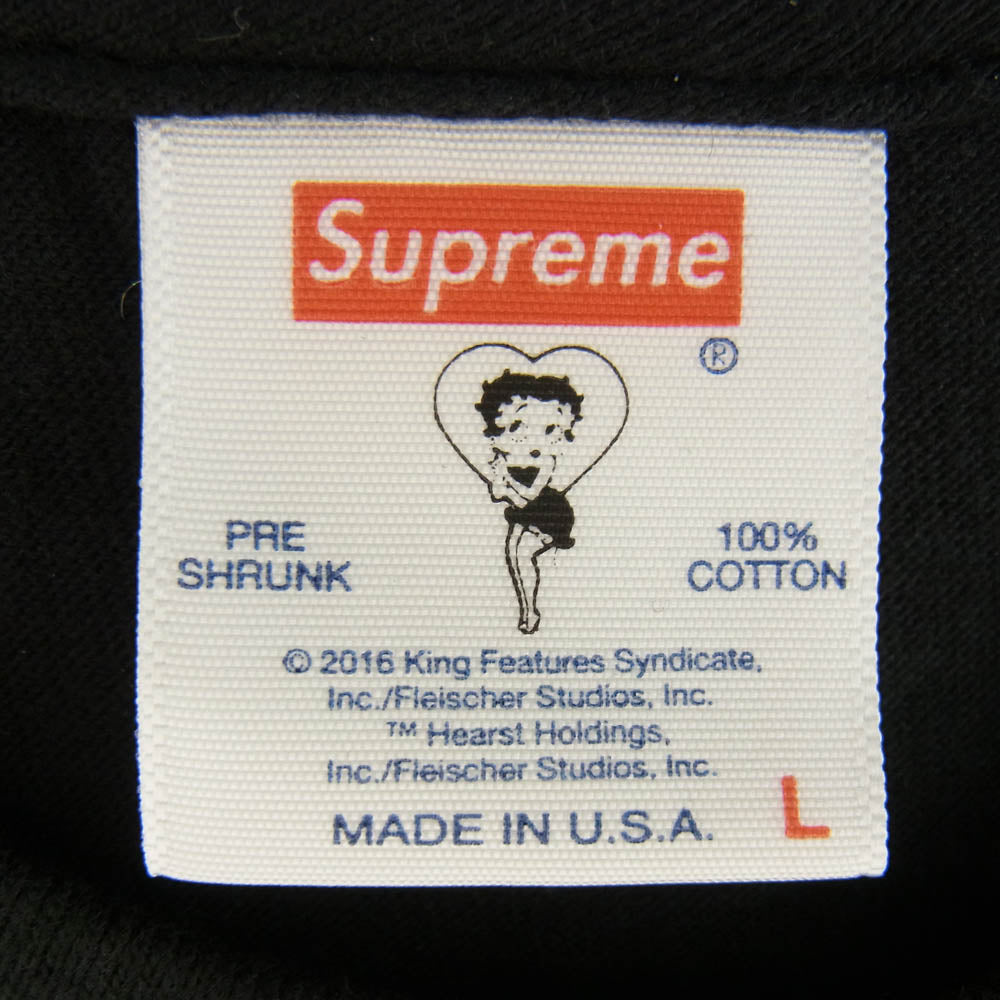 Supreme
®
PRE
SHRUNK
100%
COTTON
© 2016 King Features Syndicate,
Inc./Fleischer Studios, Inc.
™ Hearst Holdings,
Inc./Fleischer Studios, Inc.
MADE IN U.S.A.
L